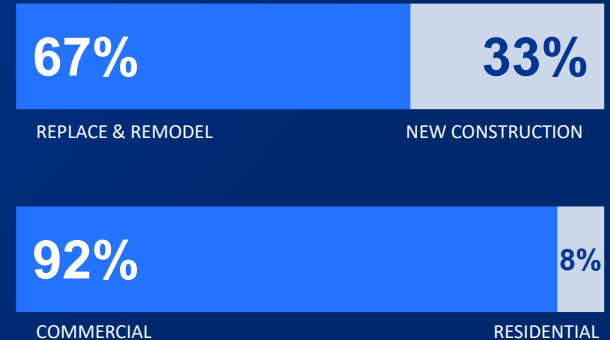 67% 33%
REPLACE & REMODEL NEW CONSTRUCTION
92% 8%
COMMERCIAL RESIDENTIAL